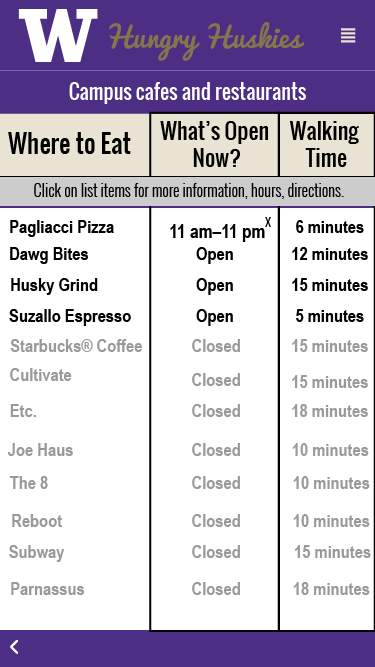 W Hungry Huskies
Campus cafes and restaurants
Where to Eat What's Open Now? Walking Time
Click on list items for more information, hours, directions.
Pagliacci Pizza 11 am–11 pmX 6 minutes
Dawg Bites Open 12 minutes
Husky Grind Open 15 minutes
Suzallo Espresso Open 5 minutes
Starbucks® Coffee Closed 15 minutes
Cultivate Closed 15 minutes
Etc. Closed 18 minutes
Joe Haus Closed 10 minutes
The 8 Closed 10 minutes
Reboot Closed 10 minutes
Subway Closed 15 minutes
Parnassus Closed 18 minutes